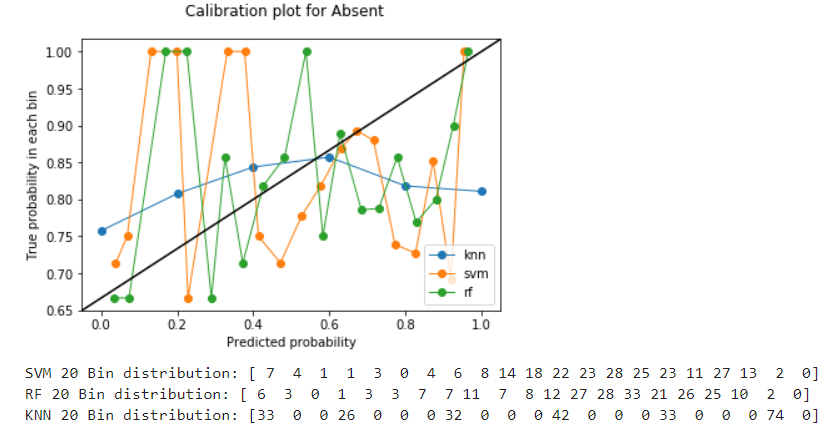 Calibration plot for Absent
True probability in each bin
1.00
0.95
0.90
0.85
0.80
0.75
0.70
0.65
knn
svm
rf
0.0 0.2 0.4 0.6 0.8 1.0
Predicted probability
SVM 20 Bin distribution: [ 7 4 1 1 3 0 4 6 8 14 18 22 23 28 25 23 11 27 13 2 0]
RF 20 Bin distribution: [ 6 3 0 1 3 3 7 7 11 7 8 12 27 28 33 21 26 25 10 2 0]
KNN 20 Bin distribution: [33 0 0 26 0 0 0 32 0 0 0 42 0 0 0 33 0 0 0 74 0]